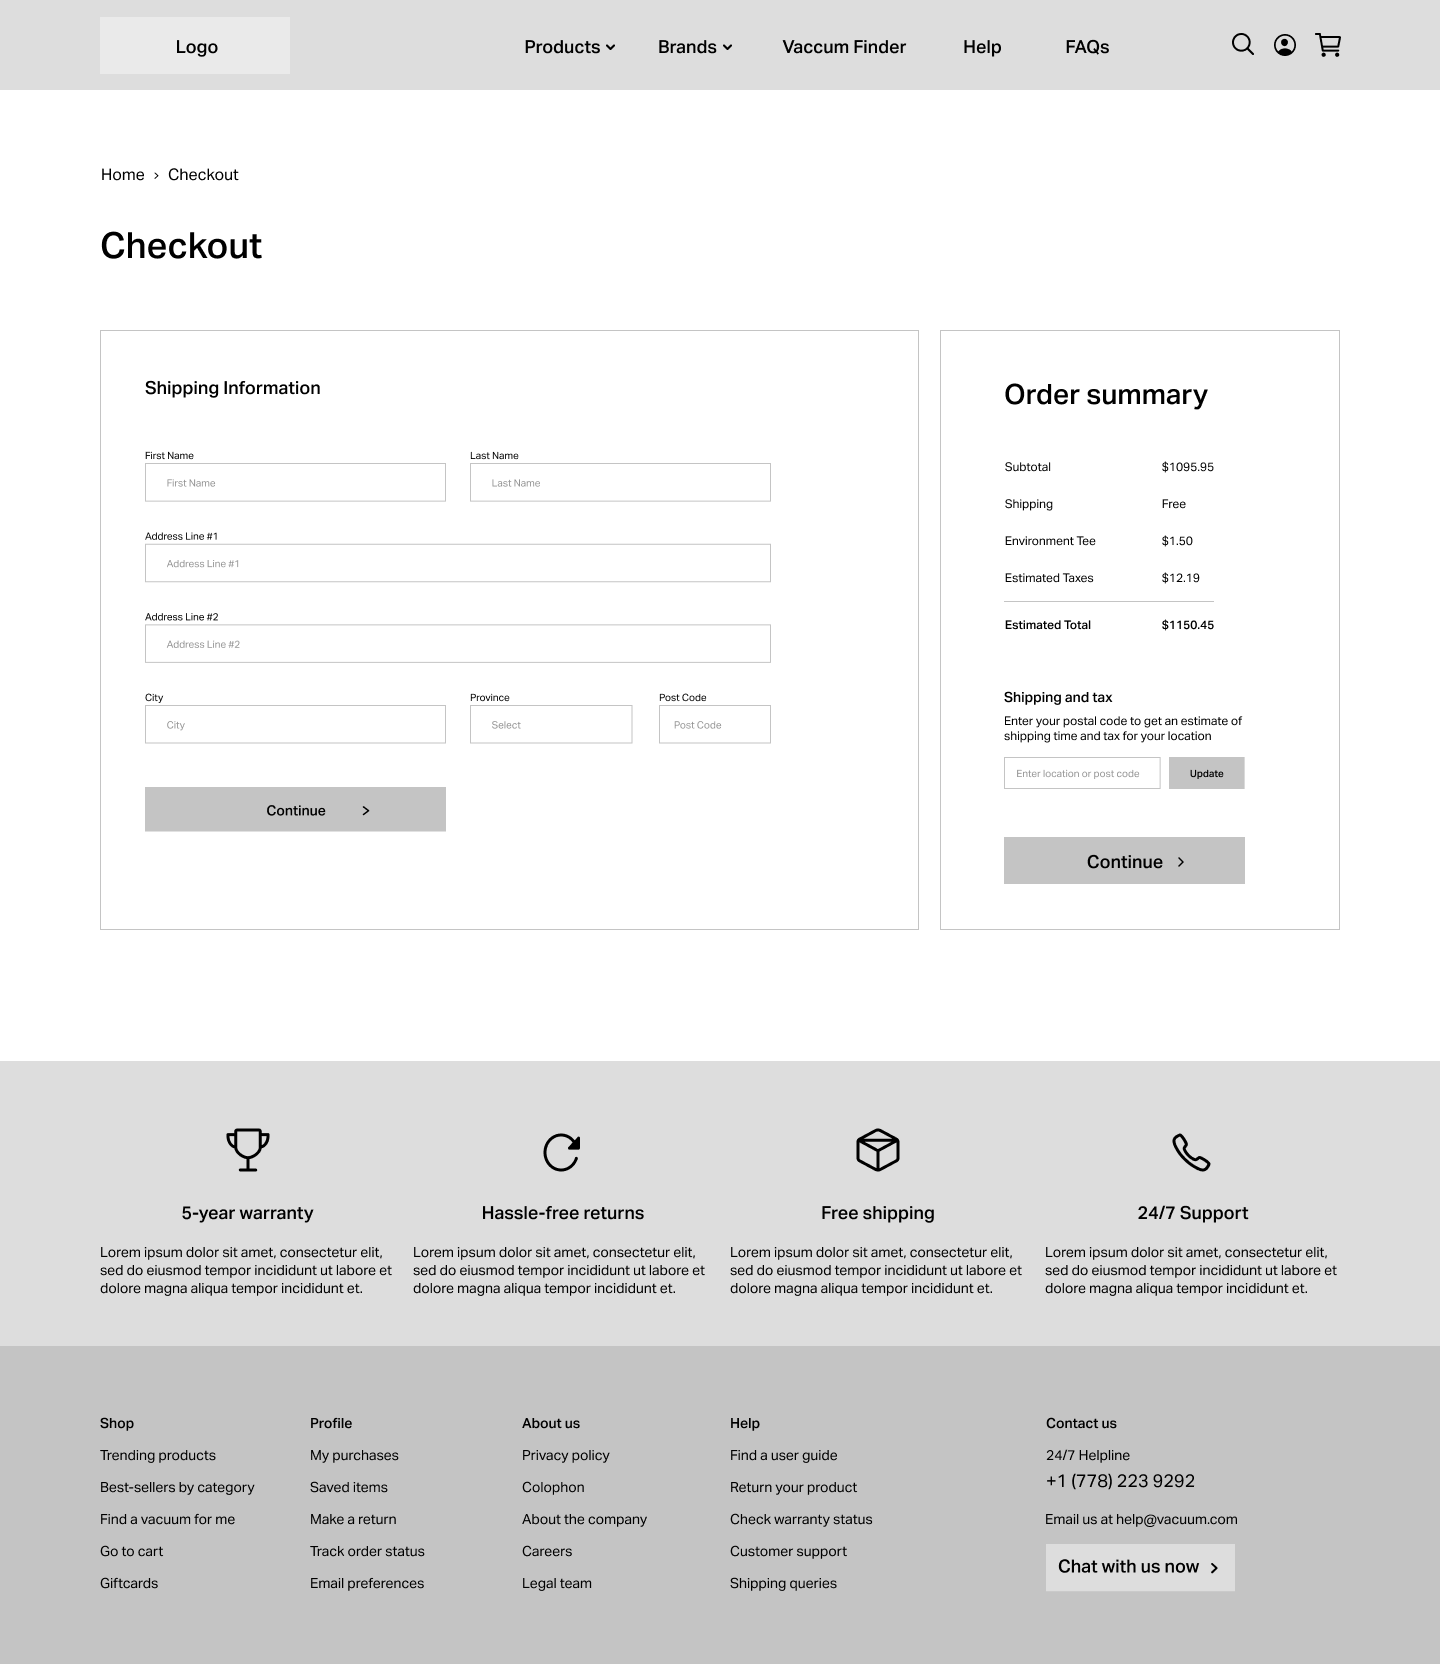 Logo
Products
Brands
Vaccum Finder
Help
FAQs
Home › Checkout
Checkout
Shipping Information
First Name
Last Name
First Name
Last Name
Address Line #1
Address Line #1
Address Line #2
Address Line #2
City
Province
Post Code
City
Select
Post Code
Continue >
Order summary
Subtotal $1095.95
Shipping Free
Environment Tee $1.50
Estimated Taxes $12.19
Estimated Total $1150.45
Shipping and tax
Enter your postal code to get an estimate of
shipping time and tax for your location
Enter location or post code
Update
Continue >
5-year warranty
Lorem ipsum dolor sit amet, consectetur elit,
sed do eiusmod tempor incididunt ut labore et
dolore magna aliqua tempor incididunt et.
Hassle-free returns
Lorem ipsum dolor sit amet, consectetur elit,
sed do eiusmod tempor incididunt ut labore et
dolore magna aliqua tempor incididunt et.
Free shipping
Lorem ipsum dolor sit amet, consectetur elit,
sed do eiusmod tempor incididunt ut labore et
dolore magna aliqua tempor incididunt et.
24/7 Support
Lorem ipsum dolor sit amet, consectetur elit,
sed do eiusmod tempor incididunt ut labore et
dolore magna aliqua tempor incididunt et.
Shop
Trending products
Best-sellers by category
Find a vacuum for me
Go to cart
Giftcards
Profile
My purchases
Saved items
Make a return
Track order status
Email preferences
About us
Privacy policy
Colophon
About the company
Careers
Legal team
Help
Find a user guide
Return your product
Check warranty status
Customer support
Shipping queries
Contact us
24/7 Helpline
+1 (778) 223 9292
Email us at help@vacuum.com
Chat with us now >